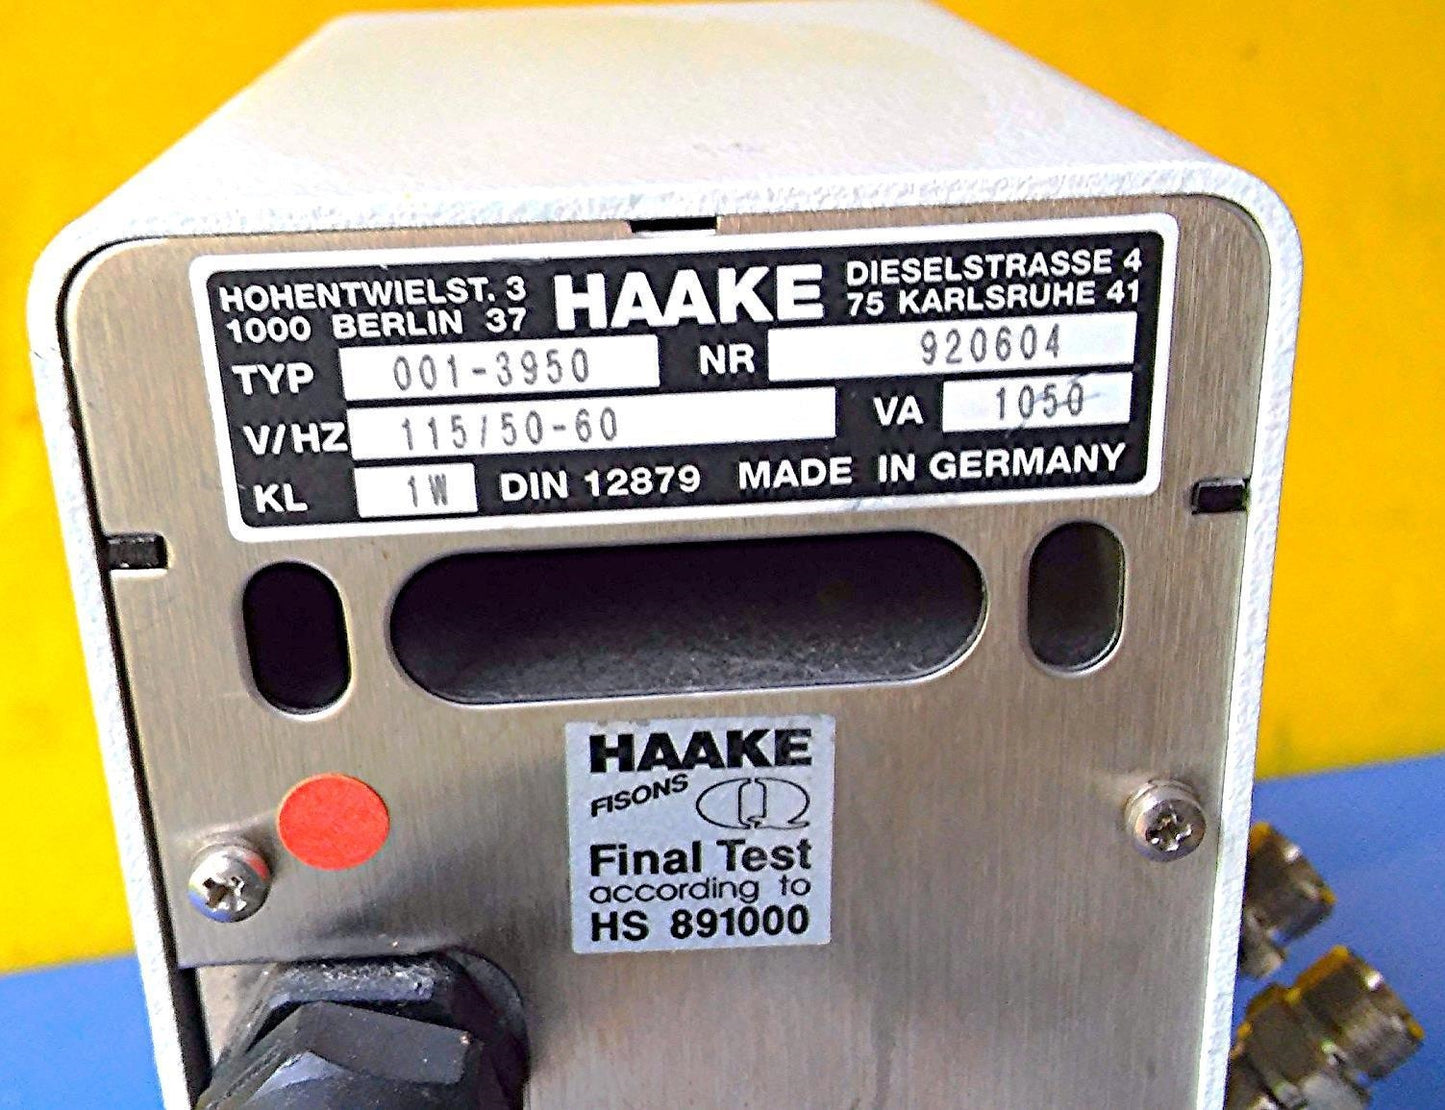 HOHENTWIELST. 3 HAAKE DIESELSTRASSE 4
1000 BERLIN 37 75 KARLSRUHE 41
TYP 001-3950 NR 920604
V/HZ 115/50-60 VA 1050
KL 1W DIN 12879 MADE IN GERMANY
HAAKE
FISONS
Final Test
according to
HS 891000